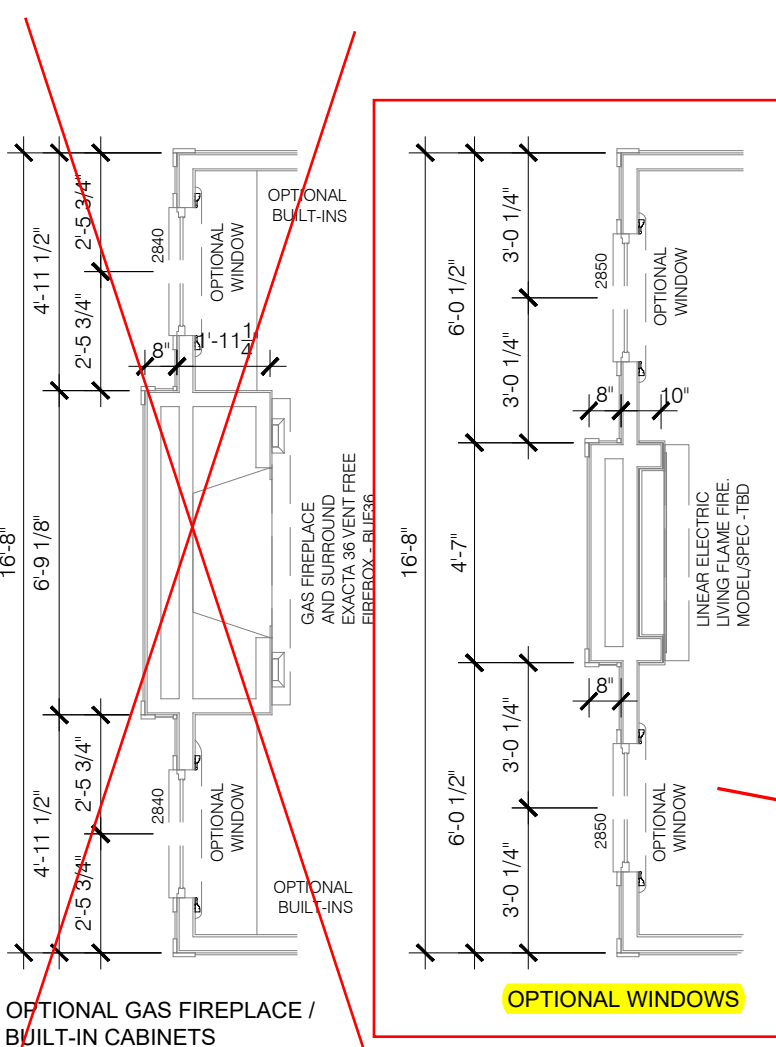 16'-8"
4'-11 1/2"
2'-5 3/4"
2'-5 3/4"
2840
OPTIONAL
WINDOW
OPTIONAL
BUILT-INS
8"
1'-11 1/4"
6'-9 1/8"
GAS FIREPLACE
AND SURROUND
EXACTA 36 VENT FREE
FIREBOX - BUE36
4'-11 1/2"
2'-5 3/4"
2'-5 3/4"
2840
OPTIONAL
WINDOW
OPTIONAL
BUILT-INS
OPTIONAL GAS FIREPLACE /
BUILT-IN CABINETS
16'-8"
6'-0 1/2"
3'-0 1/4"
3'-0 1/4"
2850
OPTIONAL
WINDOW
8"
10"
4'-7"
LINEAR ELECTRIC
LIVING FLAME FIRE.
MODEL/SPEC -TBD
8"
6'-0 1/2"
3'-0 1/4"
3'-0 1/4"
2850
OPTIONAL
WINDOW
OPTIONAL WINDOWS